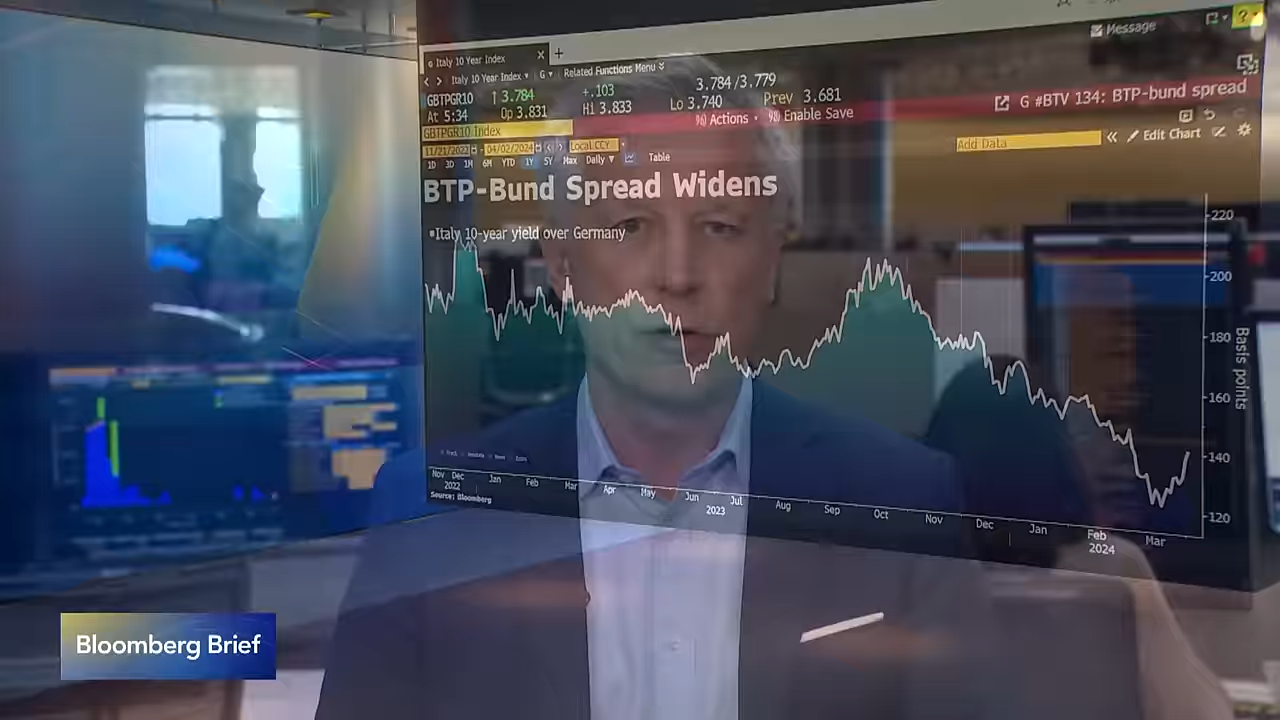 Italy 10 Year Index × +
Message
?
< > Italy 10 Year Index ▾ G ▾ Related Functions Menu
GBTPGR10 ↑ 3.784 +.103 3.784/3.779
At 5:34 Op 3.831 Hi 3.833 Lo 3.740 Prev 3.681
G #BTV 134: BTP-bund spread
GBTPGR10 Index
Actions ▾ Enable Save
Add Data
« Edit Chart
04/02/2024
Local CCY
1D 3D 1M 6M YTD 1Y 5Y Max Daily ▾ Table
BTP-Bund Spread Widens
Italy 10-year yield over Germany
220
200
180
160
140
120
Basis points
Nov Dec Jan Feb Mar Apr May Jun Jul Aug Sep Oct Nov Dec Jan Feb Mar
2022 2023 2024
Source: Bloomberg
Bloomberg Brief